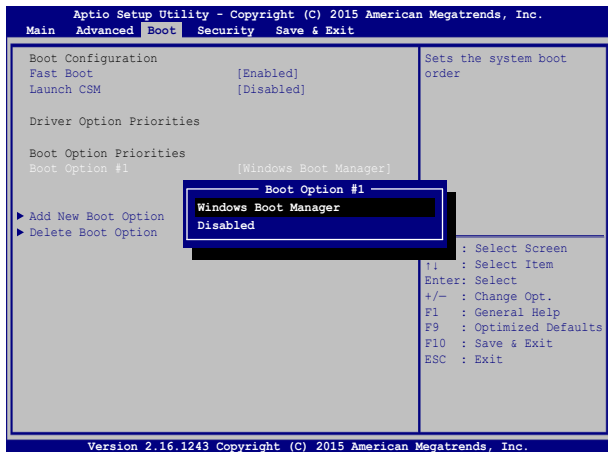 Aptio Setup Utility - Copyright (C) 2015 American Megatrends, Inc.
Main Advanced Boot Security Save & Exit
Boot Configuration
Fast Boot [Enabled]
Launch CSM [Disabled]
Driver Option Priorities
Boot Option Priorities
Boot Option #1 [Windows Boot Manager]
Add New Boot Option
Delete Boot Option
Boot Option #1
Windows Boot Manager
Disabled
Sets the system boot
order
: Select Screen
↑↓ : Select Item
Enter: Select
+/— : Change Opt.
F1 : General Help
F9 : Optimized Defaults
F10 : Save & Exit
ESC : Exit
Version 2.16.1243 Copyright (C) 2015 American Megatrends, Inc.